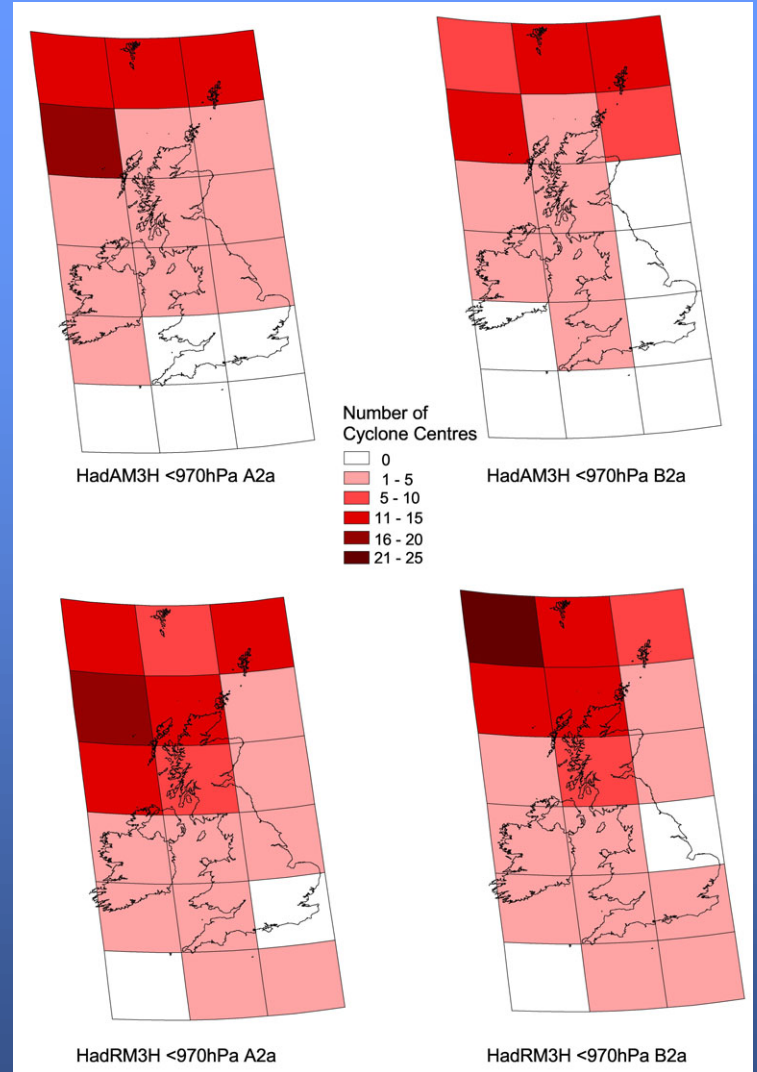 HadAM3H <970hPa A2a
HadAM3H <970hPa B2a
Number of
Cyclone Centres
0
1 - 5
5 - 10
11 - 15
16 - 20
21 - 25
HadRM3H <970hPa A2a
HadRM3H <970hPa B2a